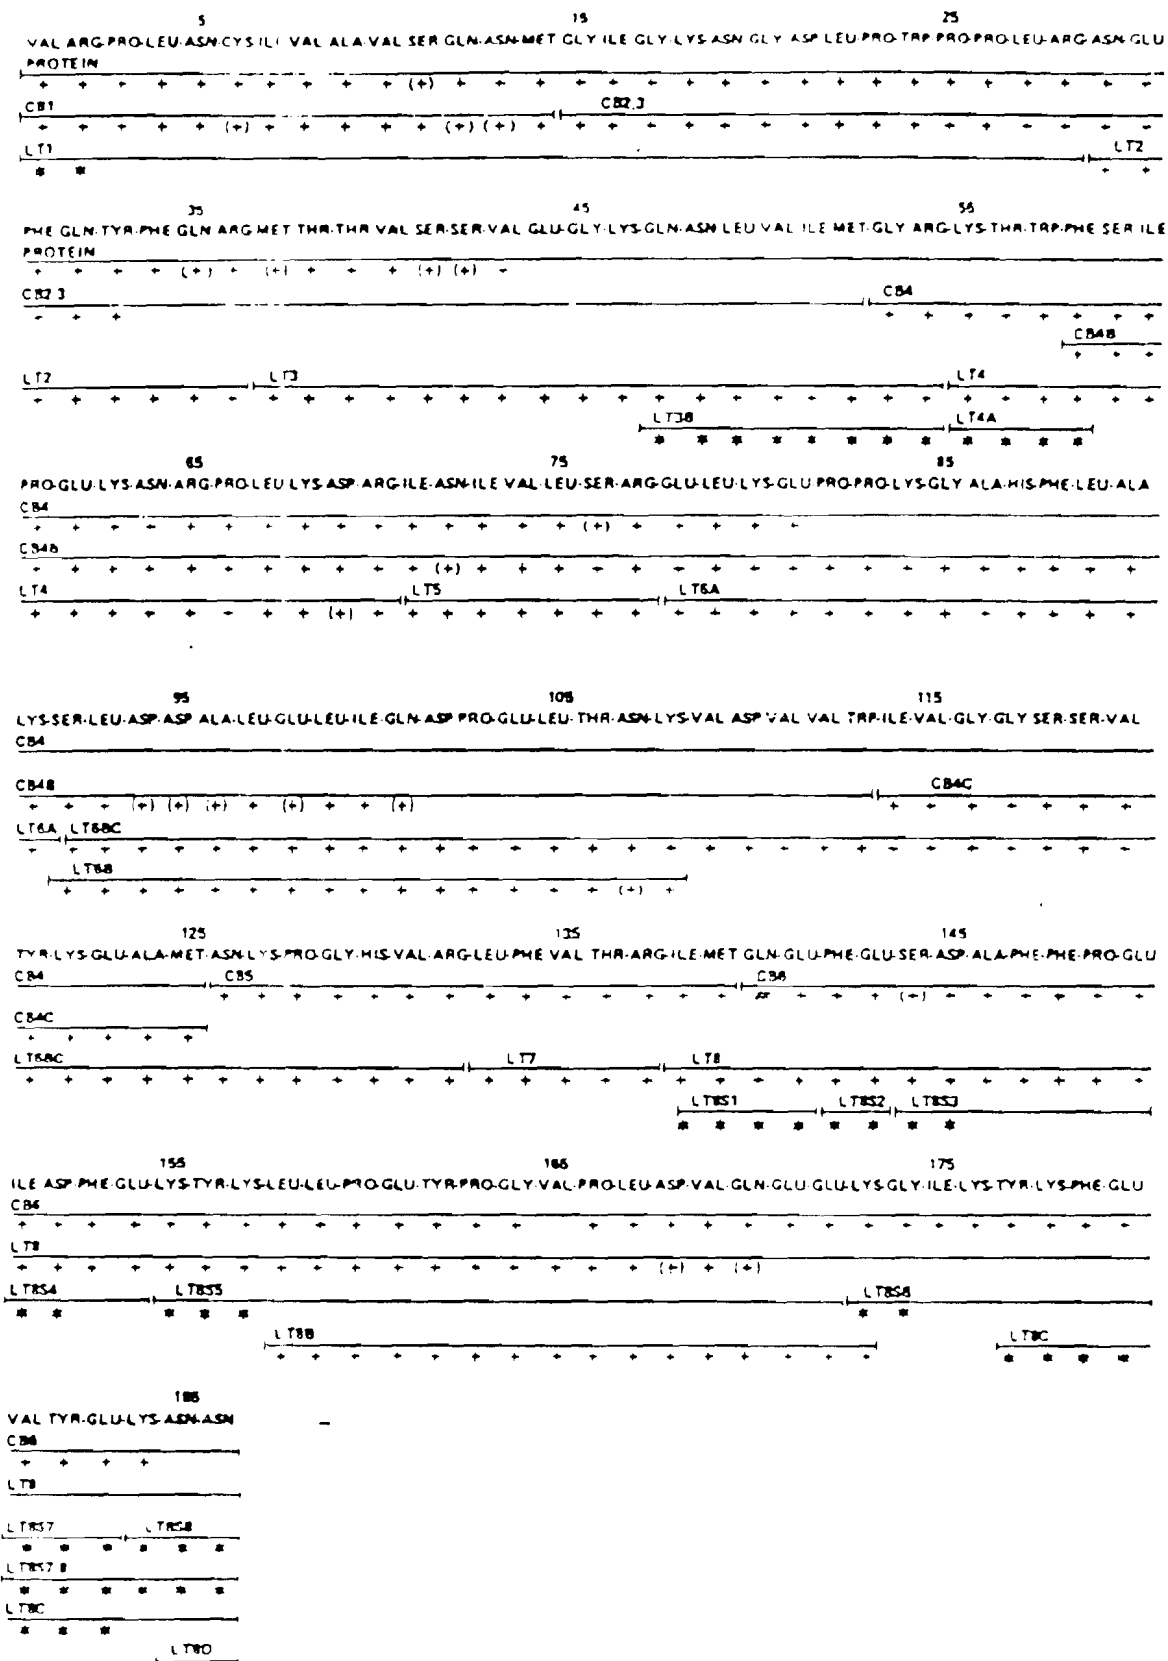 5 15 25
VAL ARG-PRO-LEU-ASN-CYS ILE VAL ALA-VAL SER GLN-ASN-MET GLY ILE GLY-LYS-ASN GLY ASP LEU PRO-TRP PRO-PRO LEU-ARG-ASN-GLU
PROTEIN
+ + + + + + + + + + (+) + + + + + + + + + + + + + + + + + + +
CB1 CB2,3
+ + + + + (+) + + + + + (+) (+) + + + + + + + + + + + + + + + + +
LT1 LT2
* * + +
35 45 55
PHE GLN-TYR-PHE GLN ARG-MET THR-THR VAL SER-SER-VAL GLU-GLY-LYS-GLN-ASN LEU VAL ILE MET-GLY ARG-LYS-THR-TRP-PHE SER ILE
PROTEIN
+ + + + (+) + (+) + + + (+) (+) +
CB2 3 CB4
+ + + + + + + + + + +
CB4B
+ + +
LT2 LT3 LT4
+ + + + + + + + + + + + + + + + + + + + + + + + + + + + + +
LT3B LT4A
* * * * * * * * * * * *
65 75 85
PRO-GLU-LYS-ASN-ARG-PRO-LEU LYS-ASP-ARG-ILE-ASN-ILE VAL-LEU-SER-ARG-GLU-LEU-LYS-GLU PRO-PRO-LYS-GLY ALA-HIS-PHE-LEU-ALA
CB4
+ + + + + + + + + + + + + + (+) + + + + +
CB4B
+ + + + + + + + + + (+) + + + + + + + + + + + + + + + + + +
LT4 LT5 LT6A
+ + + + + + + + (+) + + + + + + + + + + + + + + + + + + + +
95 105 115
LYS-SER-LEU-ASP-ASP ALA-LEU-GLU-LEU-ILE-GLN-ASP PRO-GLU-LEU-THR-ASN-LYS-VAL ASP VAL VAL TRP-ILE-VAL-GLY-GLY SER-SER-VAL
CB4
CB4B CB4C
+ + + (+) (+) (+) + (+) + + (+) + + + + + + +
LT6A LT6BC
+ + + + + + + + + + + + + + + + + + + + + + + + + + + + + +
LT6B
+ + + + + + + + + + + + + + + (+) +
125 135 145
TYR-LYS-GLU-ALA-MET-ASN-LYS-PRO-GLY-HIS-VAL-ARG-LEU-PHE VAL THR-ARG-ILE-MET GLN-GLU-PHE-GLU-SER-ASP-ALA-PHE-PHE-PRO-GLU
CB4 CB5 CB6
+ + + + + + + + + + + + + + + + + (+) + + + + + +
CB4C
+ + + + +
LT6BC LT7 LT8
+ + + + + + + + + + + + + + + + + + + + + + + + + + + + + +
LT8S1 LT8S2 LT8S3
* * * * * * * *
155 165 175
ILE ASP-PHE-GLU-LYS-TYR-LYS-LEU-LEU-PRO-GLU-TYR-PRO-GLY-VAL-PRO-LEU-ASP-VAL-GLN-GLU GLU-LYS-GLY-ILE-LYS-TYR-LYS-PHE-GLU
CB6
+ + + + + + + + + + + + + + + + + + + + + + + + + + + + +
LT8
+ + + + + + + + + + + + + + + + + (+) + (+)
LT8S4 LT8S5 LT8S6
* * * * * * *
LT8B LT8C
+ + + + + + + + + + + + + + + + * * * *
185
VAL TYR-GLU-LYS-ASN-ASN
CB6
+ + + +
LT8
LT8S7 LT8S8
* * * * * *
LT8S7 8
* * * * * *
LT8C
* * *
LT8D